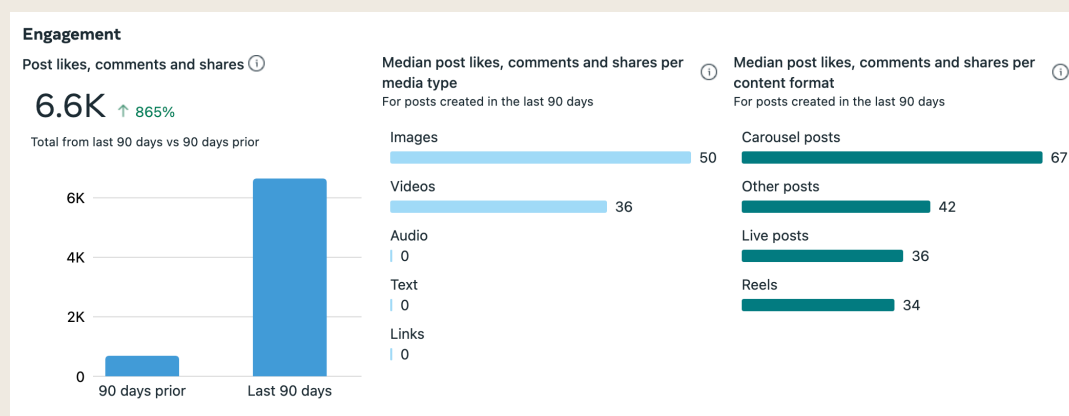 Engagement
Post likes, comments and shares
6.6K ↑ 865%
Total from last 90 days vs 90 days prior
6K
4K
2K
0
90 days prior
Last 90 days
Median post likes, comments and shares per
media type
For posts created in the last 90 days
Images
50
Videos
36
Audio
0
Text
0
Links
0
Median post likes, comments and shares per
content format
For posts created in the last 90 days
Carousel posts
67
Other posts
42
Live posts
36
Reels
34